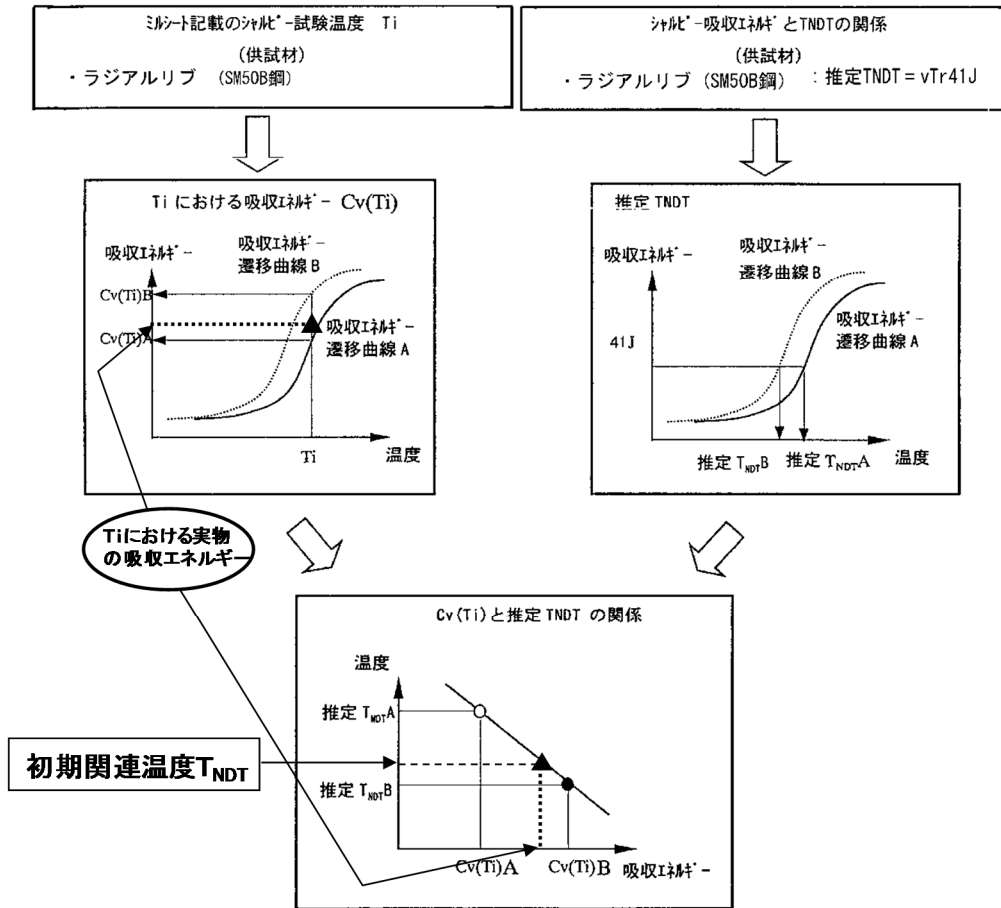 ﾐﾙｼｰﾄ記載のｼｬﾙﾋﾟｰ試験温度 Ti
(供試材)
・ラジアルリブ (SM50B鋼)
ｼｬﾙﾋﾟｰ吸収ｴﾈﾙｷﾞとTNDTの関係
(供試材)
・ラジアルリブ (SM50B鋼) : 推定TNDT = vTr41J
Ti における吸収ｴﾈﾙｷﾞｰ Cv(Ti)
吸収ｴﾈﾙｷﾞｰ
吸収ｴﾈﾙｷﾞｰ
遷移曲線 B
Cv(Ti)B
Cv(Ti)A
吸収ｴﾈﾙｷﾞｰ
遷移曲線 A
Ti
温度
推定 TNDT
吸収ｴﾈﾙｷﾞｰ
吸収ｴﾈﾙｷﾞｰ
遷移曲線 B
吸収ｴﾈﾙｷﾞｰ
遷移曲線 A
41J
推定 TNDTB
推定 TNDTA
温度
Tiにおける実物
の吸収エネルギー
Cv(Ti)と推定 TNDT の関係
温度
推定 TNDTA
初期関連温度TNDT
推定 TNDTB
Cv(Ti)A
Cv(Ti)B
吸収ｴﾈﾙｷﾞｰ